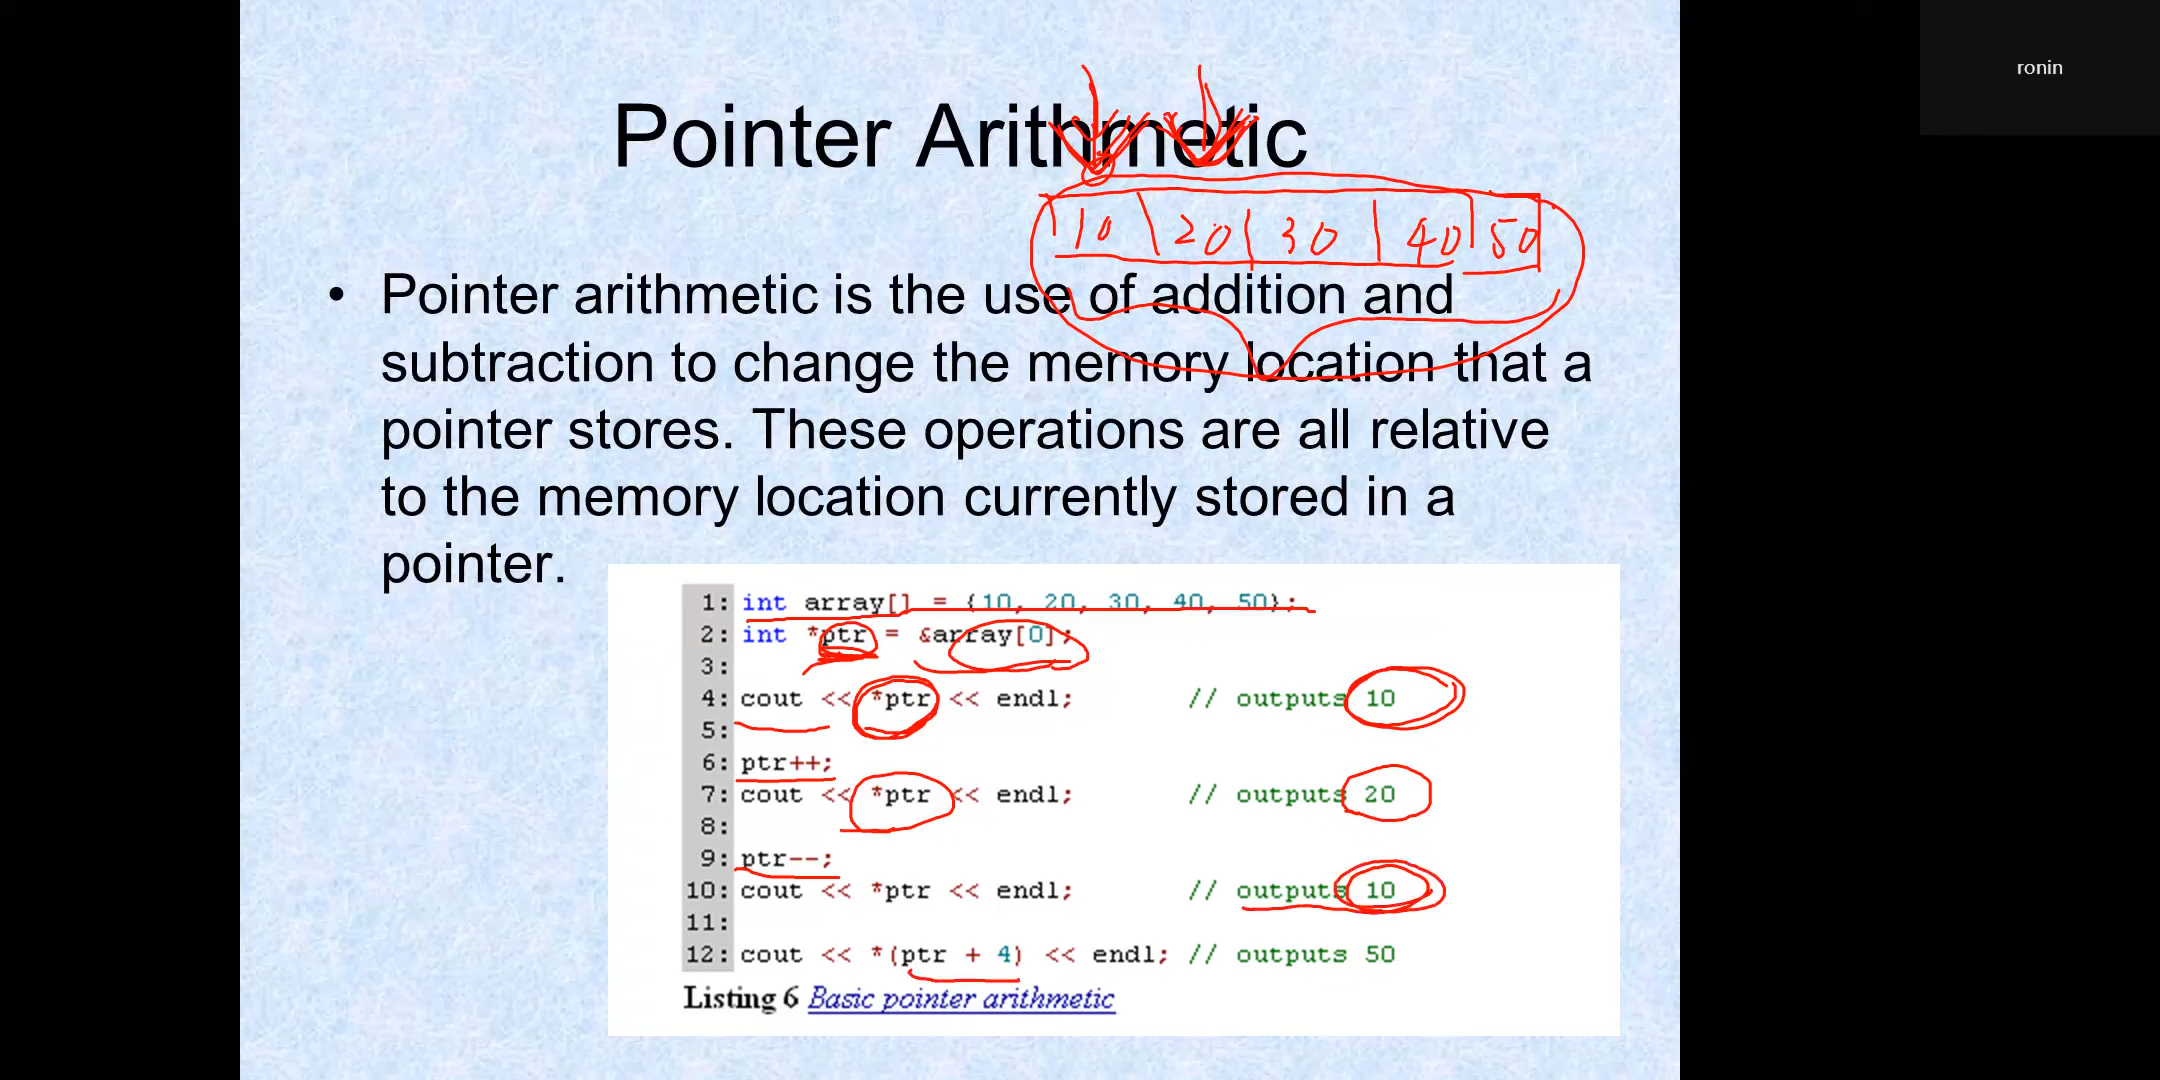 ronin
Pointer Arithmetic
10 20 30 40 50
• Pointer arithmetic is the use of addition and
subtraction to change the memory location that a
pointer stores. These operations are all relative
to the memory location currently stored in a
pointer.
1: int array[] = {10, 20, 30, 40, 50};
2: int *ptr = &array[0];
3:
4: cout << *ptr << endl; // outputs 10
5:
6: ptr++;
7: cout << *ptr << endl; // outputs 20
8:
9: ptr--;
10: cout << *ptr << endl; // outputs 10
11:
12: cout << *(ptr + 4) << endl; // outputs 50
Listing 6 Basic pointer arithmetic